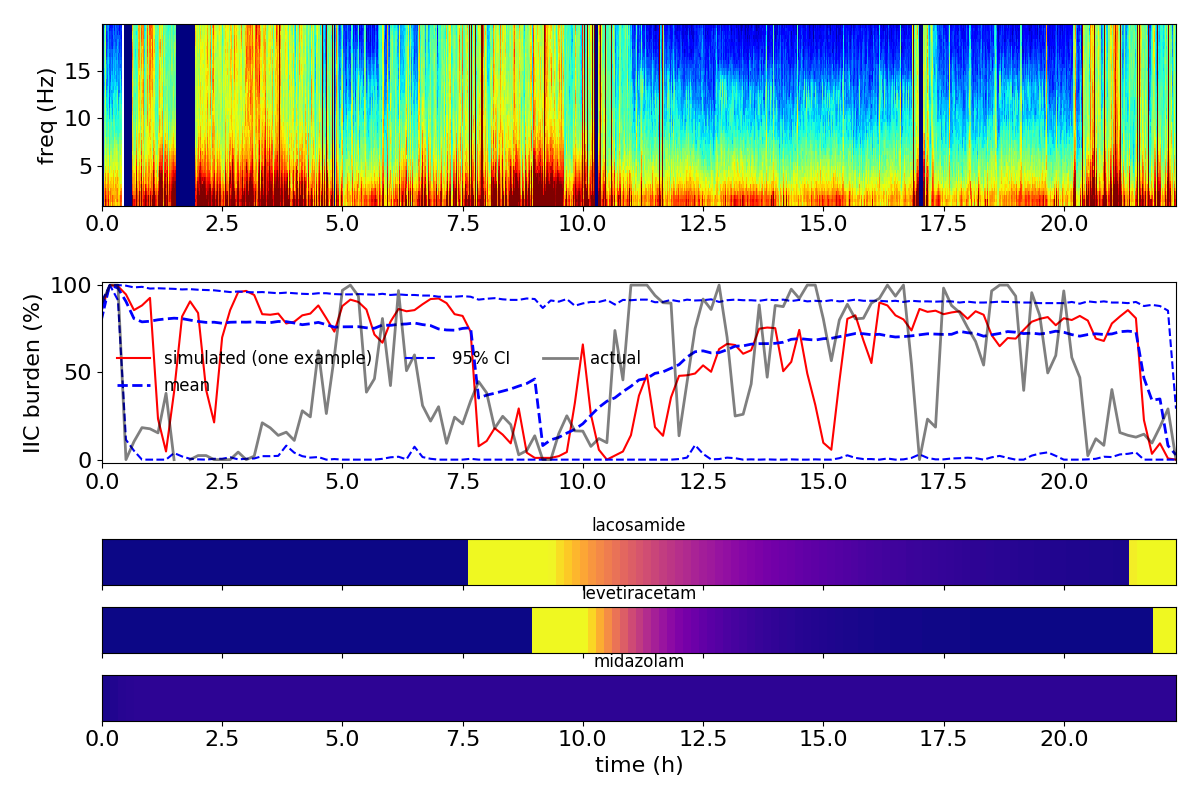 freq (Hz)
15
10
5
0.0 2.5 5.0 7.5 10.0 12.5 15.0 17.5 20.0
IIC burden (%)
100
50
0
simulated (one example) 95% CI actual
mean
0.0 2.5 5.0 7.5 10.0 12.5 15.0 17.5 20.0
lacosamide
levetiracetam
midazolam
0.0 2.5 5.0 7.5 10.0 12.5 15.0 17.5 20.0
time (h)